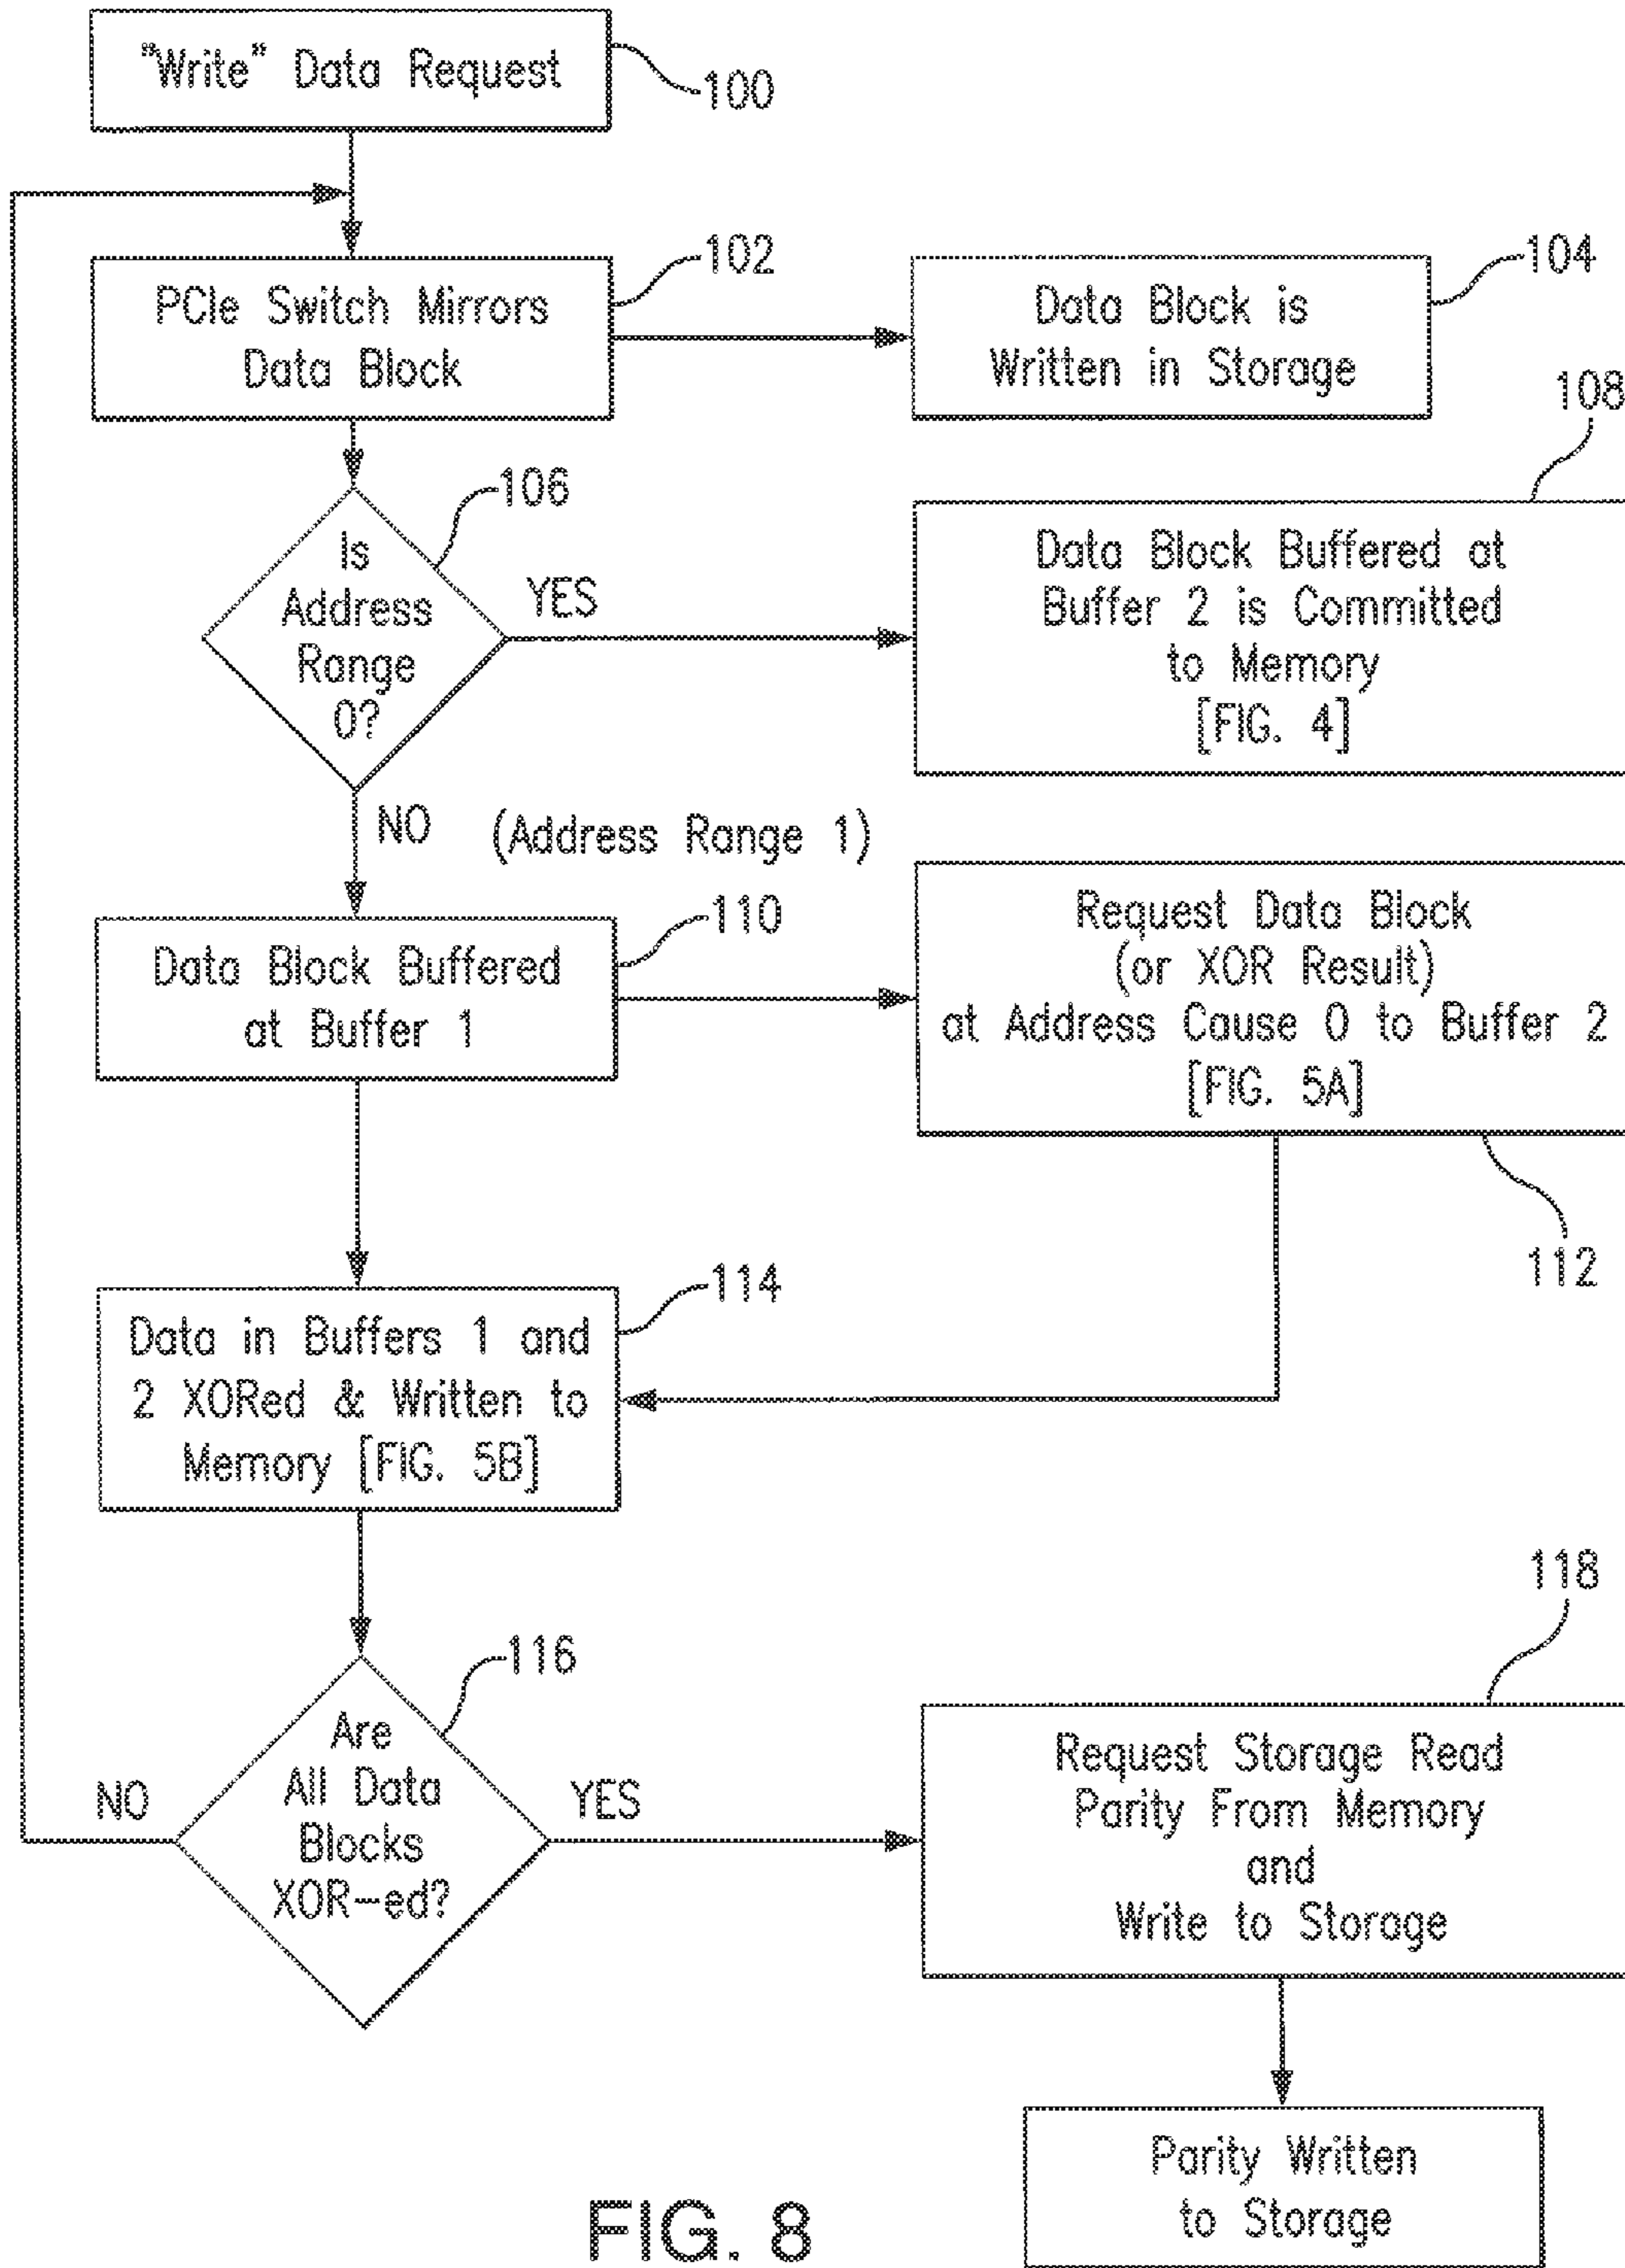 "Write" Data Request
100
PCIe Switch Mirrors
Data Block
102
Data Block is
Written in Storage
104
Is
Address
Range
0?
106
YES
Data Block Buffered at
Buffer 2 is Committed
to Memory
[FIG. 4]
108
NO
(Address Range 1)
Data Block Buffered
at Buffer 1
110
Request Data Block
(or XOR Result)
at Address Cause 0 to Buffer 2
[FIG. 5A]
112
Data in Buffers 1 and
2 XORed & Written to
Memory [FIG. 5B]
114
Are
All Data
Blocks
XOR-ed?
116
NO
YES
Request Storage Read
Parity From Memory
and
Write to Storage
118
Parity Written
to Storage
FIG. 8